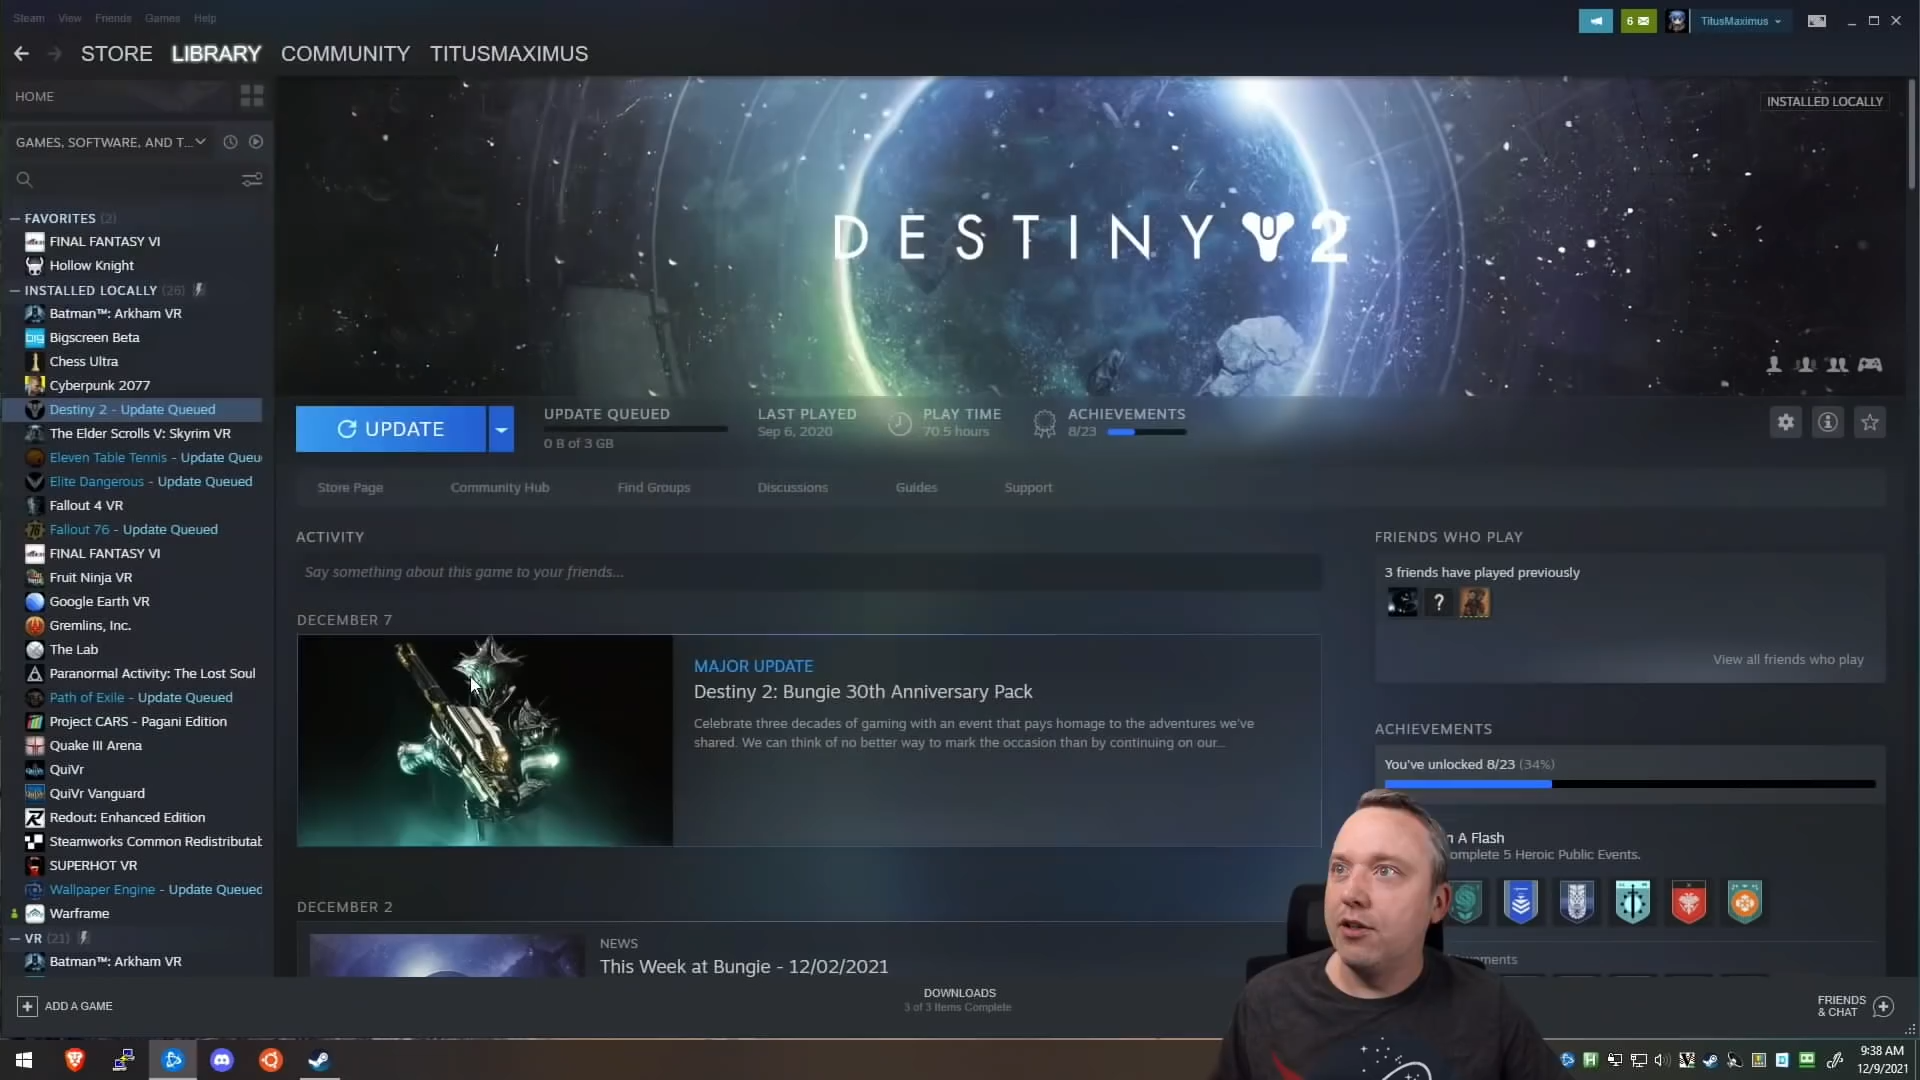 Steam View Friends Games Help
6
TitusMaximus
STORE LIBRARY COMMUNITY TITUSMAXIMUS
HOME
INSTALLED LOCALLY
GAMES, SOFTWARE, AND T...
DESTINY 2
FAVORITES (2)
FINAL FANTASY VI
Hollow Knight
INSTALLED LOCALLY (26)
Batman™: Arkham VR
big Bigscreen Beta
Chess Ultra
Cyberpunk 2077
Destiny 2 - Update Queued
The Elder Scrolls V: Skyrim VR
Eleven Table Tennis - Update Queu
Elite Dangerous - Update Queued
Fallout 4 VR
76 Fallout 76 - Update Queued
FINAL FANTASY VI
Fruit Ninja VR
Google Earth VR
Gremlins, Inc.
The Lab
Paranormal Activity: The Lost Soul
Path of Exile - Update Queued
Project CARS - Pagani Edition
Quake III Arena
QuiVr
QuiVr Vanguard
Redout: Enhanced Edition
Steamworks Common Redistributab
SUPERHOT VR
Wallpaper Engine - Update Queued
Warframe
VR (21)
Batman™: Arkham VR
UPDATE
UPDATE QUEUED
0 B of 3 GB
LAST PLAYED
Sep 6, 2020
PLAY TIME
70.5 hours
ACHIEVEMENTS
8/23
Store Page Community Hub Find Groups Discussions Guides Support
ACTIVITY
Say something about this game to your friends...
DECEMBER 7
MAJOR UPDATE
Destiny 2: Bungie 30th Anniversary Pack
Celebrate three decades of gaming with an event that pays homage to the adventures we've
shared. We can think of no better way to mark the occasion than by continuing on our...
DECEMBER 2
NEWS
This Week at Bungie - 12/02/2021
FRIENDS WHO PLAY
3 friends have played previously
?
View all friends who play
ACHIEVEMENTS
You've unlocked 8/23 (34%)
n A Flash
omplete 5 Heroic Public Events.
ements
ADD A GAME
DOWNLOADS
3 of 3 Items Complete
FRIENDS
& CHAT
9:38 AM
12/9/2021